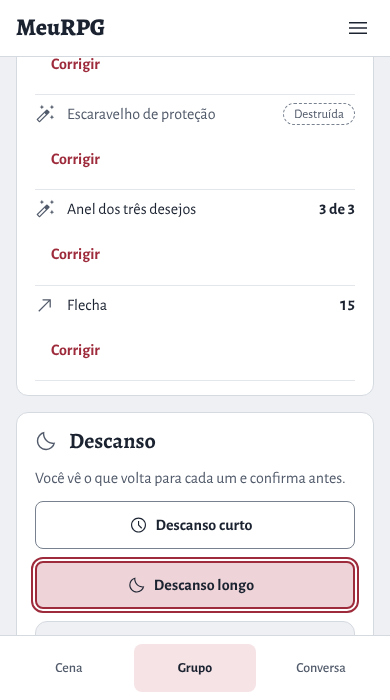 MeuRPG
Corrigir
Escaravelho de proteção
Destruída
Corrigir
Anel dos três desejos
3 de 3
Corrigir
Flecha
15
Corrigir
Descanso
Você vê o que volta para cada um e confirma antes.
Descanso curto
Descanso longo
Cena
Grupo
Conversa